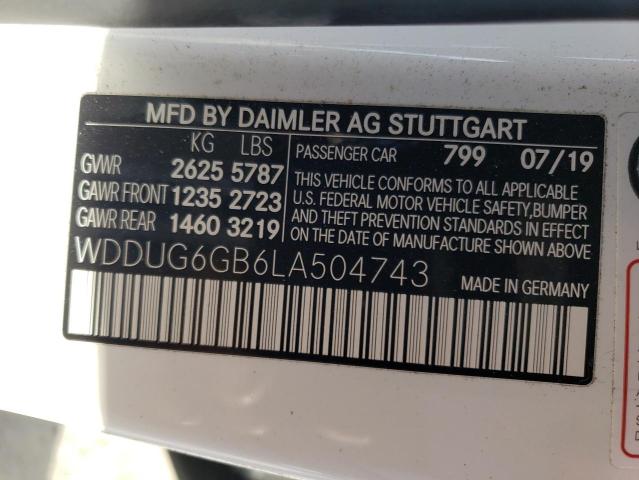 MFD BY DAIMLER AG STUTTGART
KG LBS
GVWR 2625 5787
GAWR FRONT 1235 2723
GAWR REAR 1460 3219
PASSENGER CAR 799 07/19
THIS VEHICLE CONFORMS TO ALL APPLICABLE
U.S. FEDERAL MOTOR VEHICLE SAFETY,BUMPER
AND THEFT PREVENTION STANDARDS IN EFFECT
ON THE DATE OF MANUFACTURE SHOWN ABOVE.
WDDUG6GB6LA504743
MADE IN GERMANY